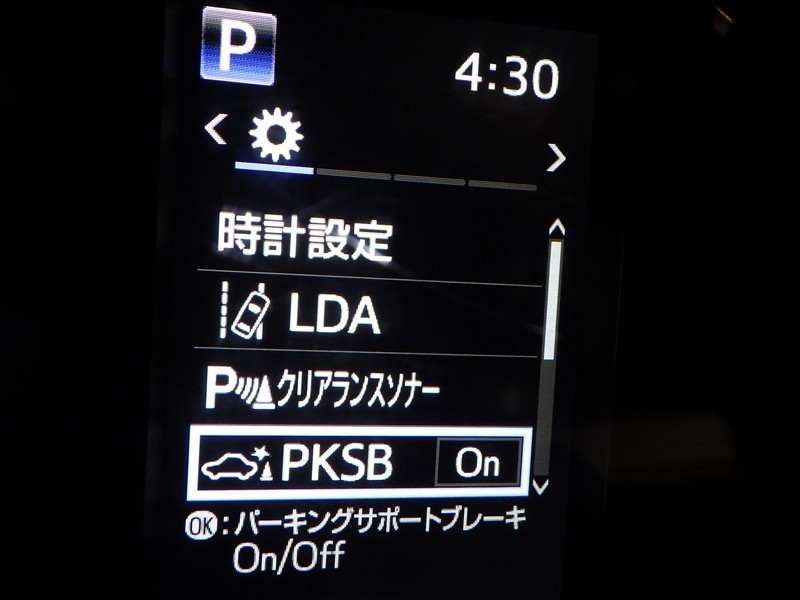 P
4:30
時計設定
LDA
Pクリアランスソナー
PKSB On
OK:パーキングサポートブレーキ
On/Off